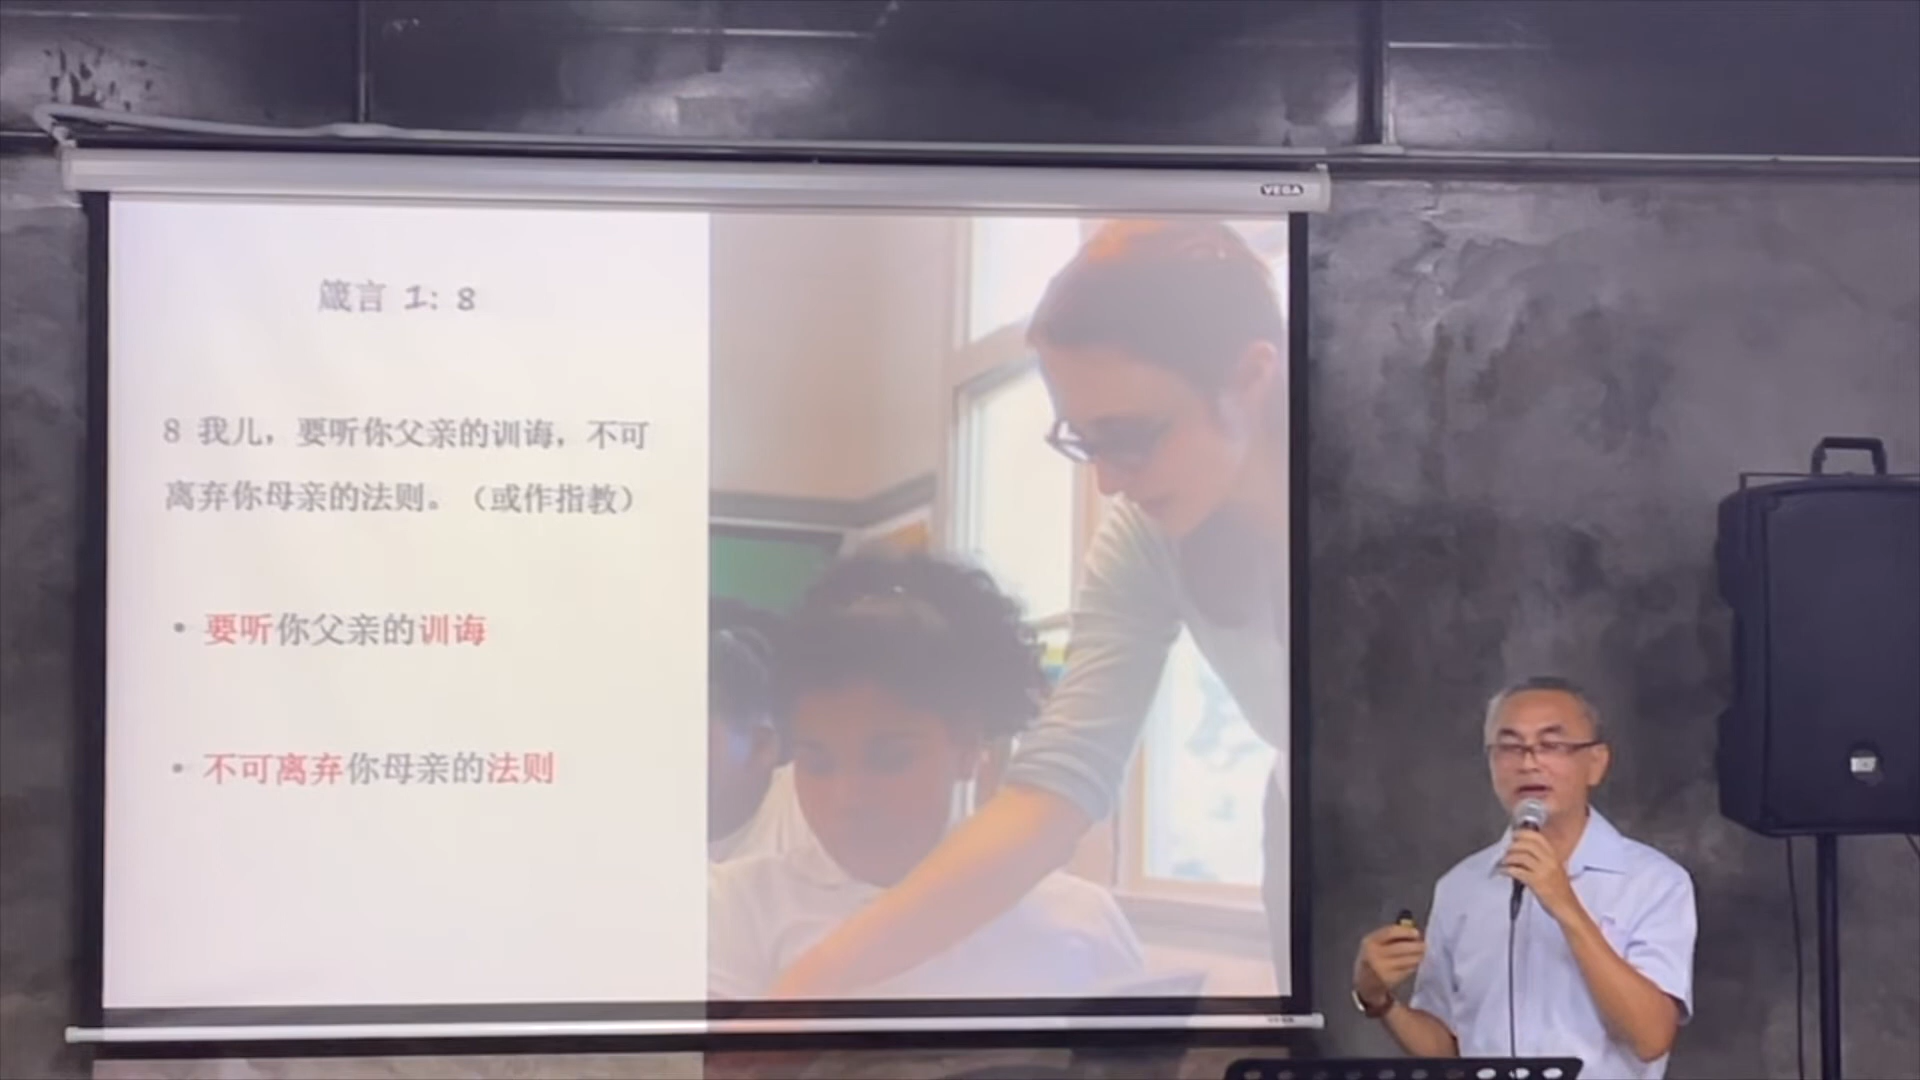 VEGA
箴言 1: 8
8 我儿，要听你父亲的训诲，不可
离弃你母亲的法则。（或作指教）
• 要听你父亲的训诲
• 不可离弃你母亲的法则